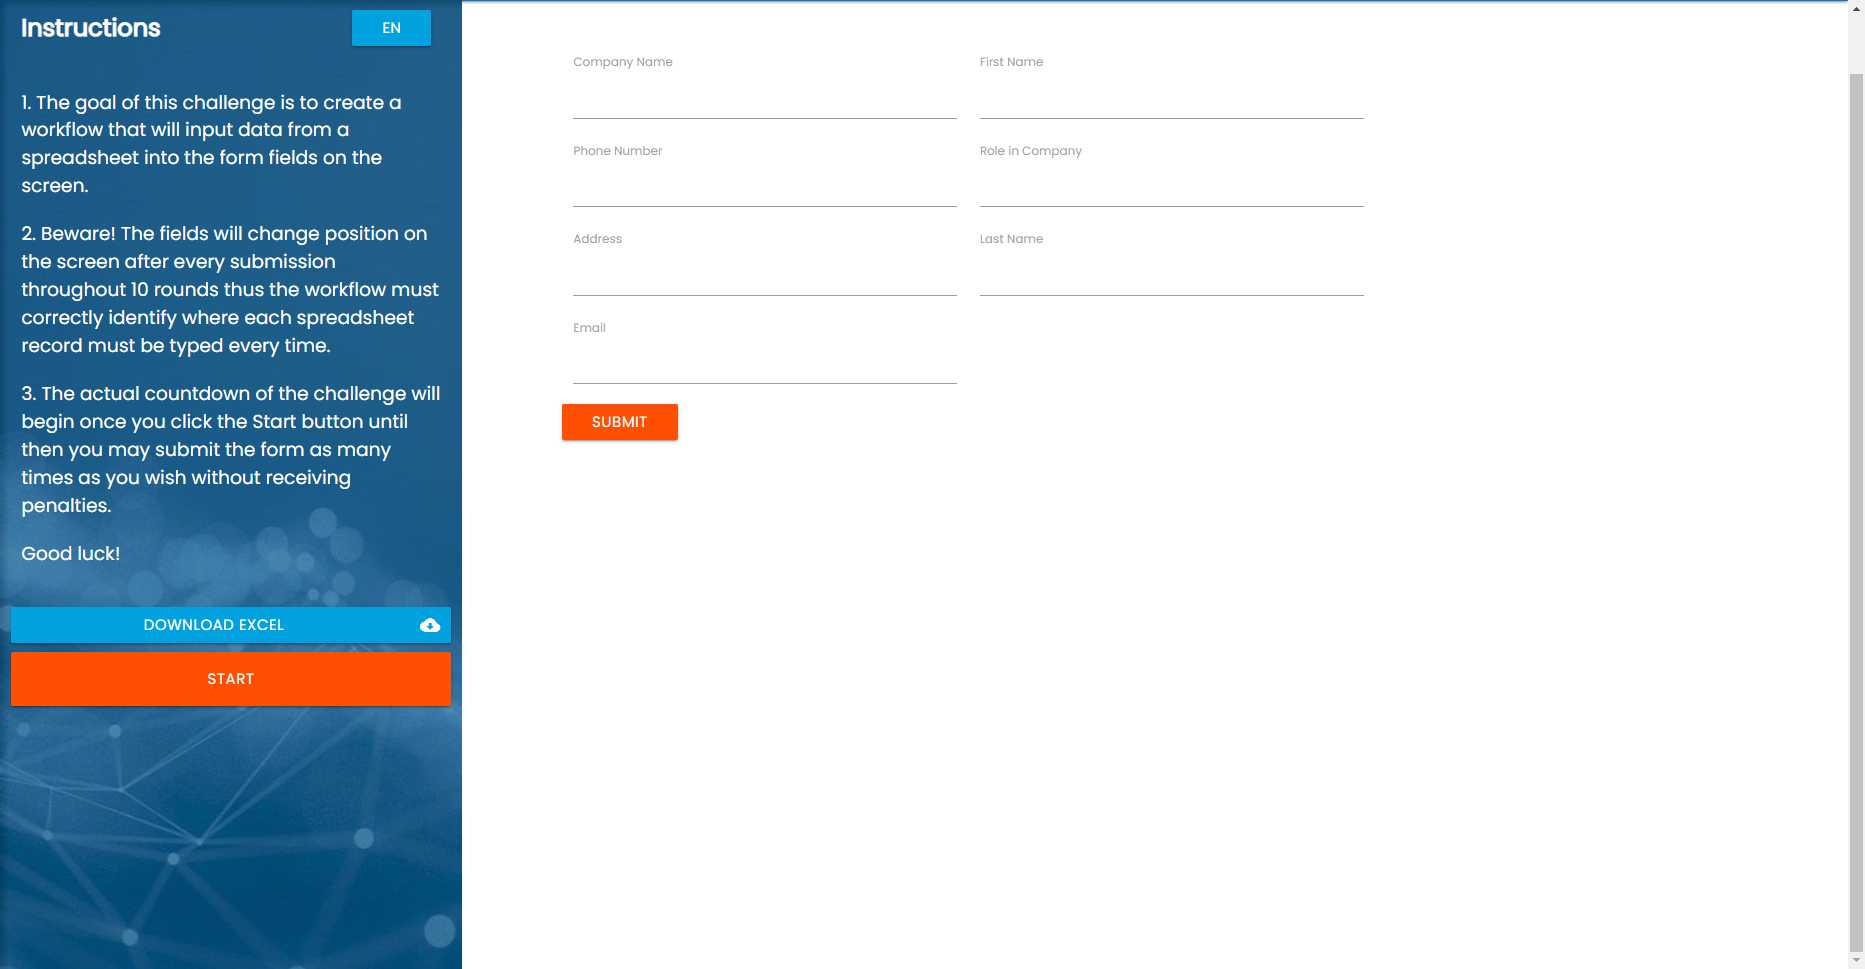 Instructions
EN
1. The goal of this challenge is to create a
workflow that will input data from a
spreadsheet into the form fields on the
screen.
2. Beware! The fields will change position on
the screen after every submission
throughout 10 rounds thus the workflow must
correctly identify where each spreadsheet
record must be typed every time.
3. The actual countdown of the challenge will
begin once you click the Start button until
then you may submit the form as many
times as you wish without receiving
penalties.
Good luck!
DOWNLOAD EXCEL
START
Company Name
First Name
Phone Number
Role in Company
Address
Last Name
Email
SUBMIT